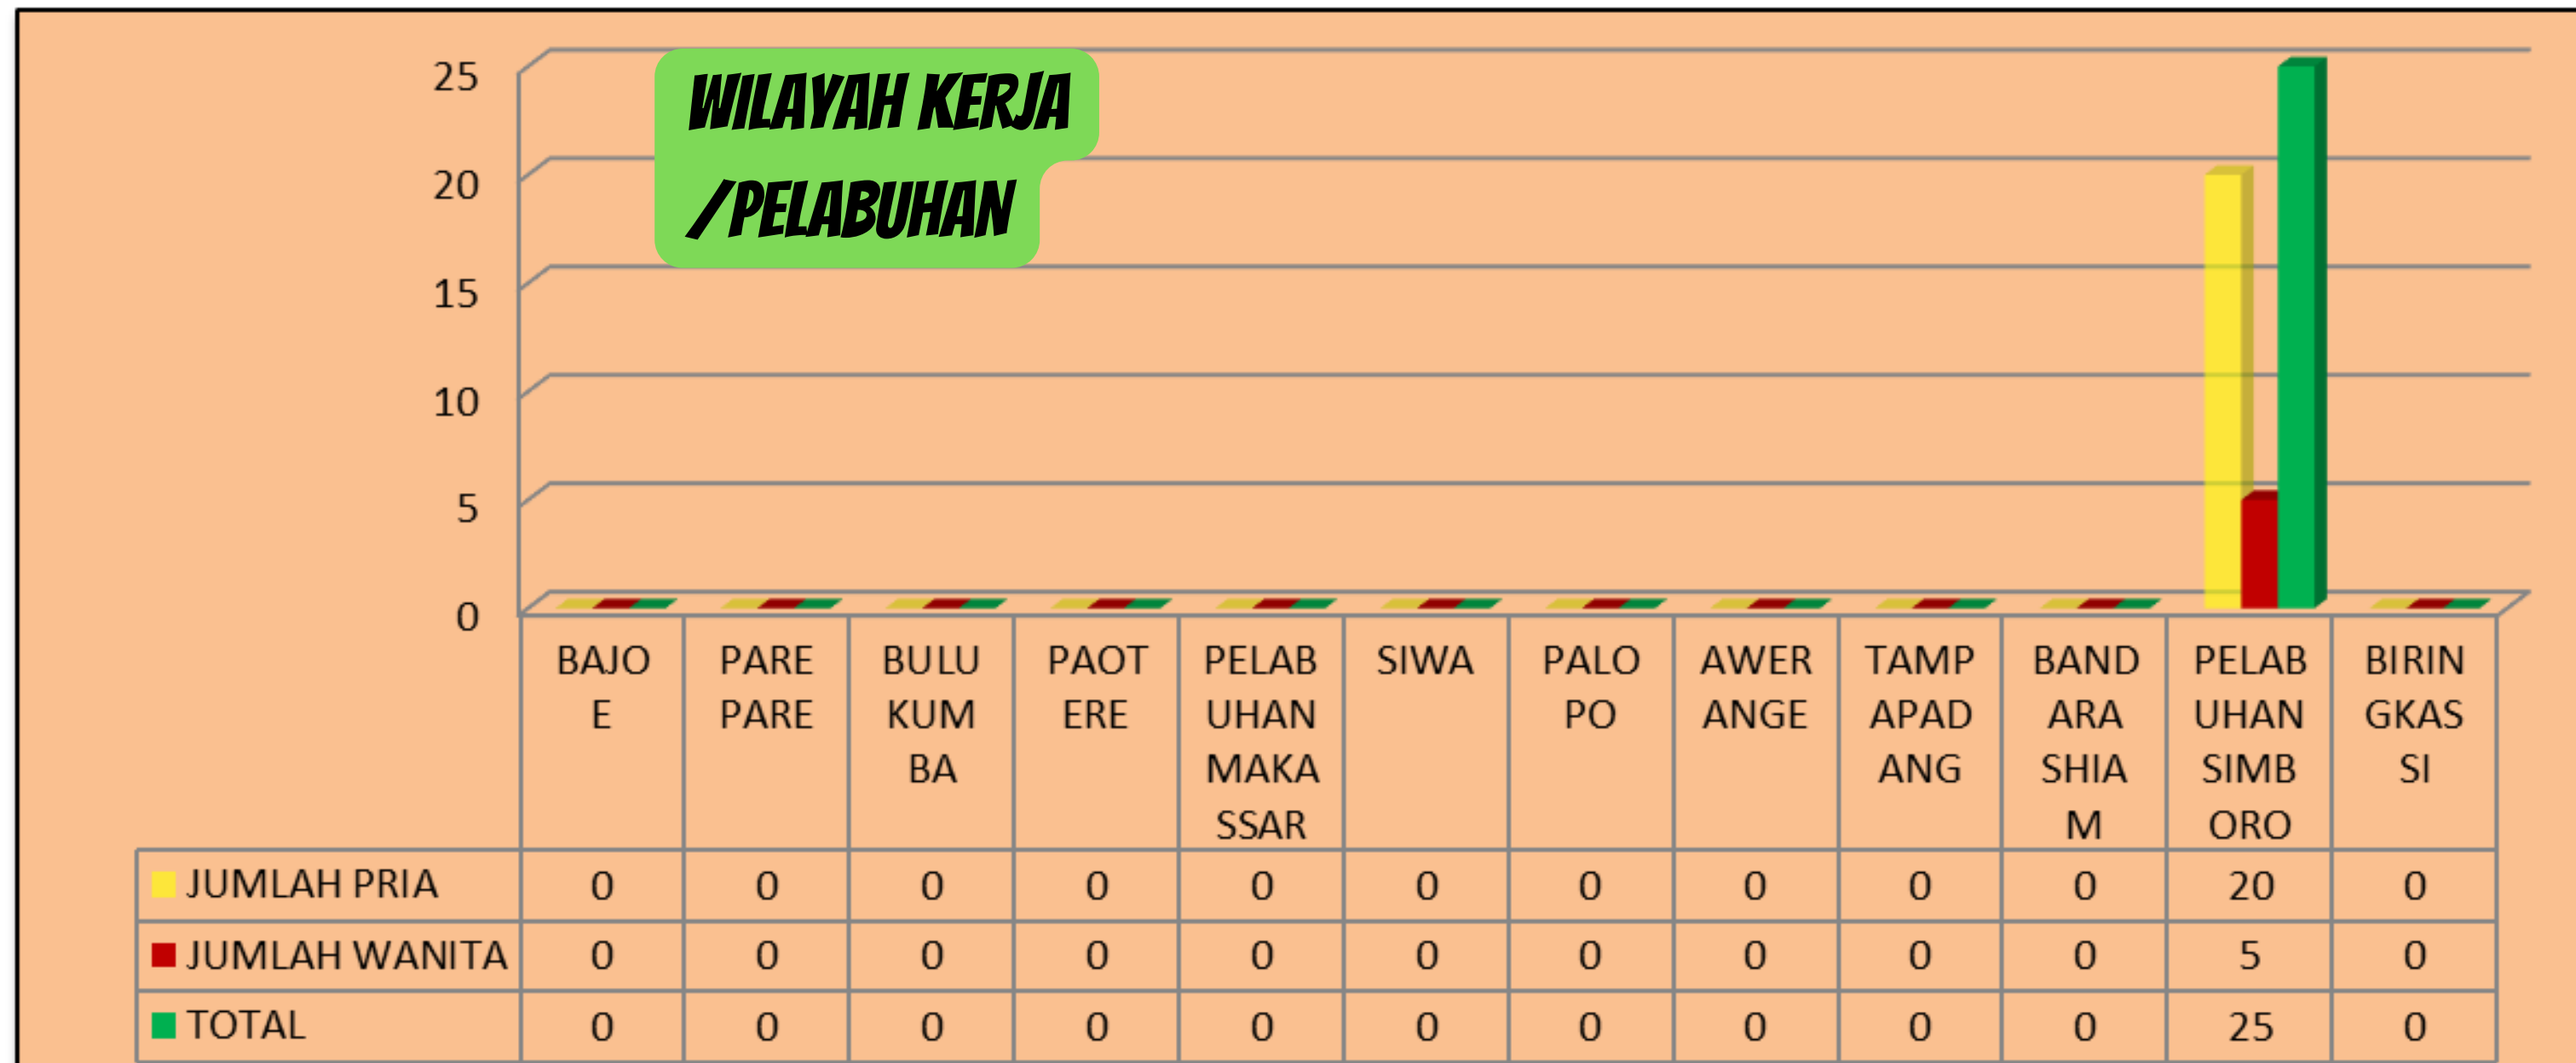 WILAYAH KERJA
/PELABUHAN
25
20
15
10
5
0
BAJO
E
PARE
PARE
BULU
KUM
BA
PAOT
ERE
PELAB
UHAN
MAKA
SSAR
SIWA
PALO
PO
AWER
ANGE
TAMP
APAD
ANG
BAND
ARA
SHIA
M
PELAB
UHAN
SIMB
ORO
BIRIN
GKAS
SI
JUMLAH PRIA 0 0 0 0 0 0 0 0 0 0 20 0
JUMLAH WANITA 0 0 0 0 0 0 0 0 0 0 5 0
TOTAL 0 0 0 0 0 0 0 0 0 0 25 0